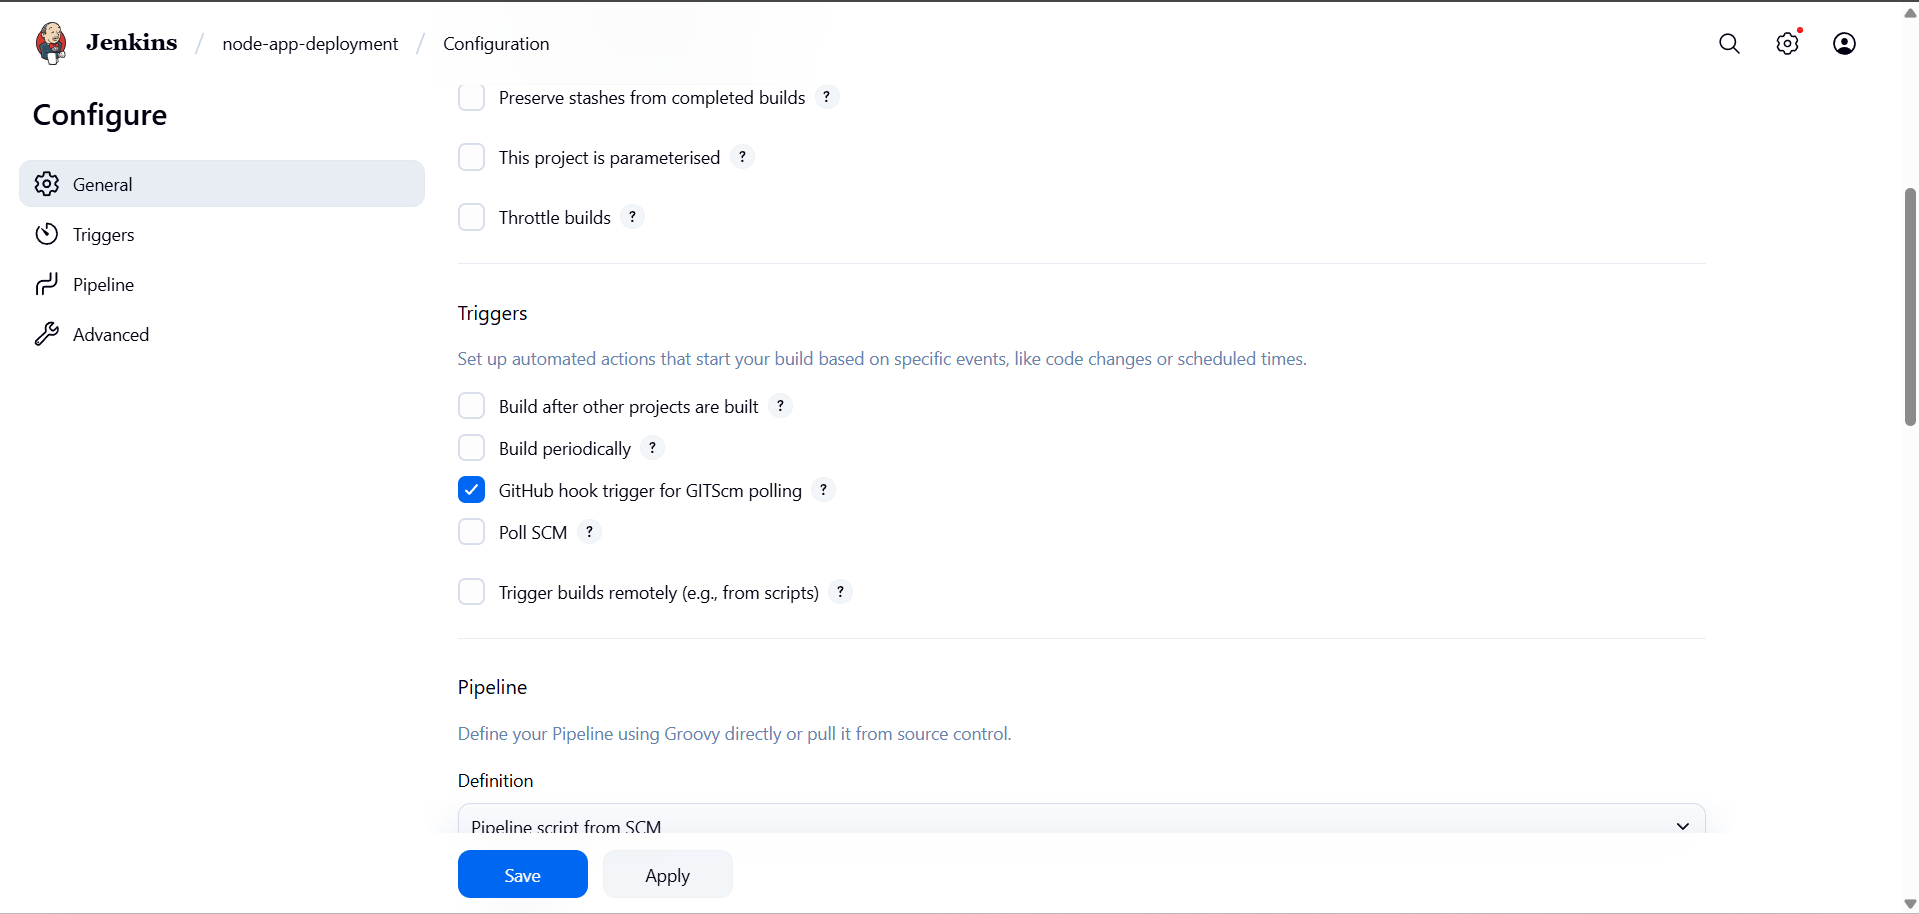 Jenkins / node-app-deployment / Configuration
Configure
General
Triggers
Pipeline
Advanced
Preserve stashes from completed builds ?
This project is parameterised ?
Throttle builds ?
Triggers
Set up automated actions that start your build based on specific events, like code changes or scheduled times.
Build after other projects are built ?
Build periodically ?
GitHub hook trigger for GITScm polling ?
Poll SCM ?
Trigger builds remotely (e.g., from scripts) ?
Pipeline
Define your Pipeline using Groovy directly or pull it from source control.
Definition
Pipeline script from SCM
Save Apply